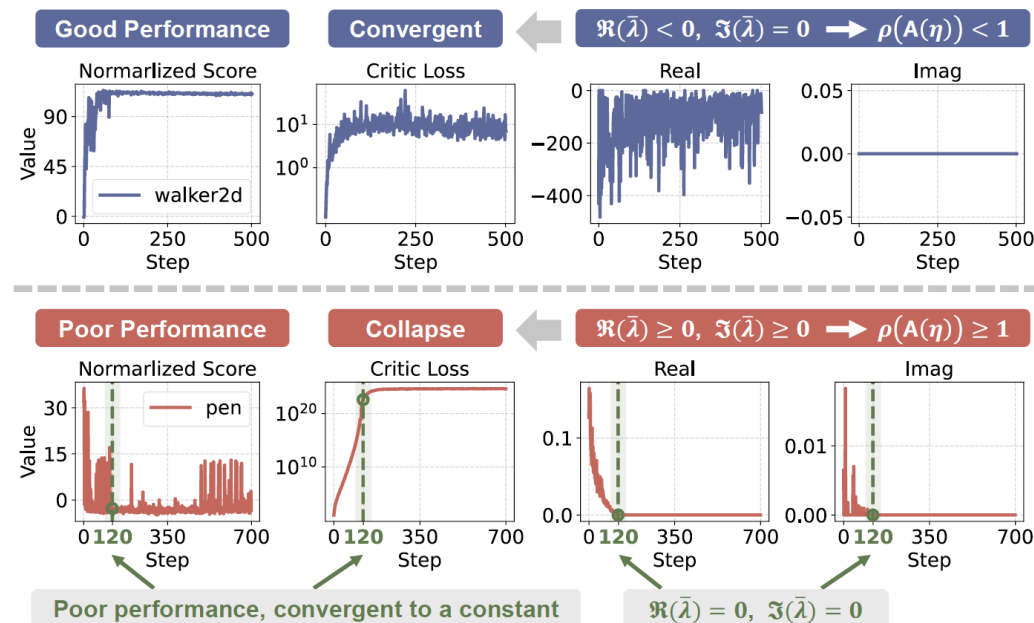 Good Performance Convergent ℜ(λ̄) < 0, ℑ(λ̄) = 0 → ρ(A(η)) < 1
Normarlized Score Critic Loss Real Imag
Value
90
45
0
walker2d
0 250 500
Step
10¹
10⁰
0 250 500
Step
0
−200
−400
0 250 500
Step
0.05
0.00
−0.05
0 250 500
Step
Poor Performance Collapse ℜ(λ̄) ≥ 0, ℑ(λ̄) ≥ 0 → ρ(A(η)) ≥ 1
Normarlized Score Critic Loss Real Imag
Value
30
15
0
pen
0 120 350 700
Step
10²⁰
10¹⁰
0 120 350 700
Step
0.1
0.0
0 120 350 700
Step
0.01
0.00
0 120 350 700
Step
Poor performance, convergent to a constant ℜ(λ̄) = 0, ℑ(λ̄) = 0